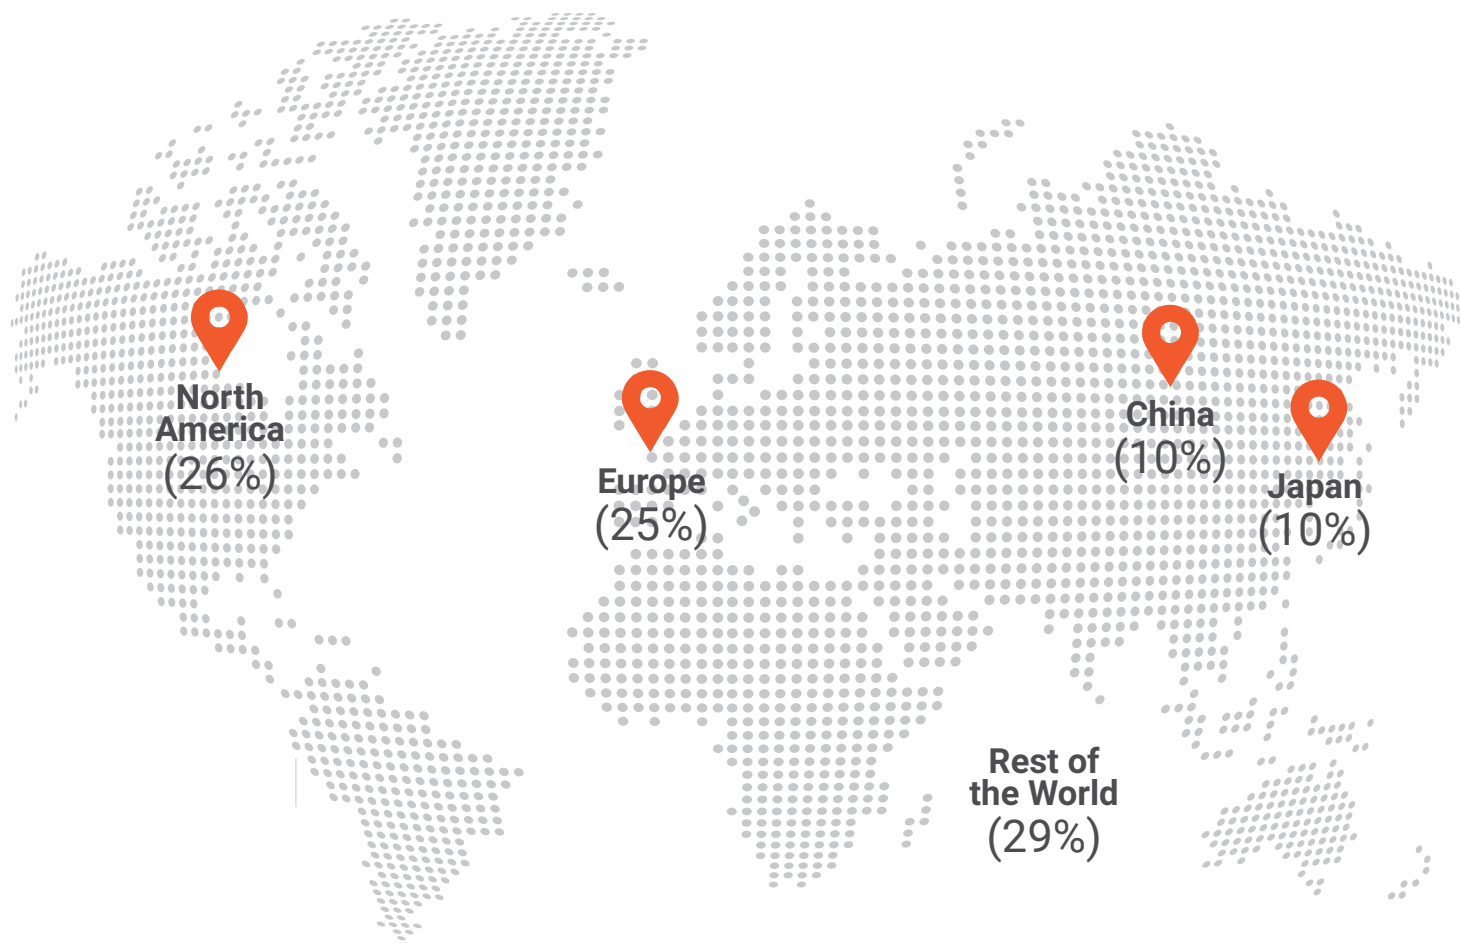 North
America
(26%)
Europe
(25%)
China
(10%)
Japan
(10%)
Rest of
the World
(29%)